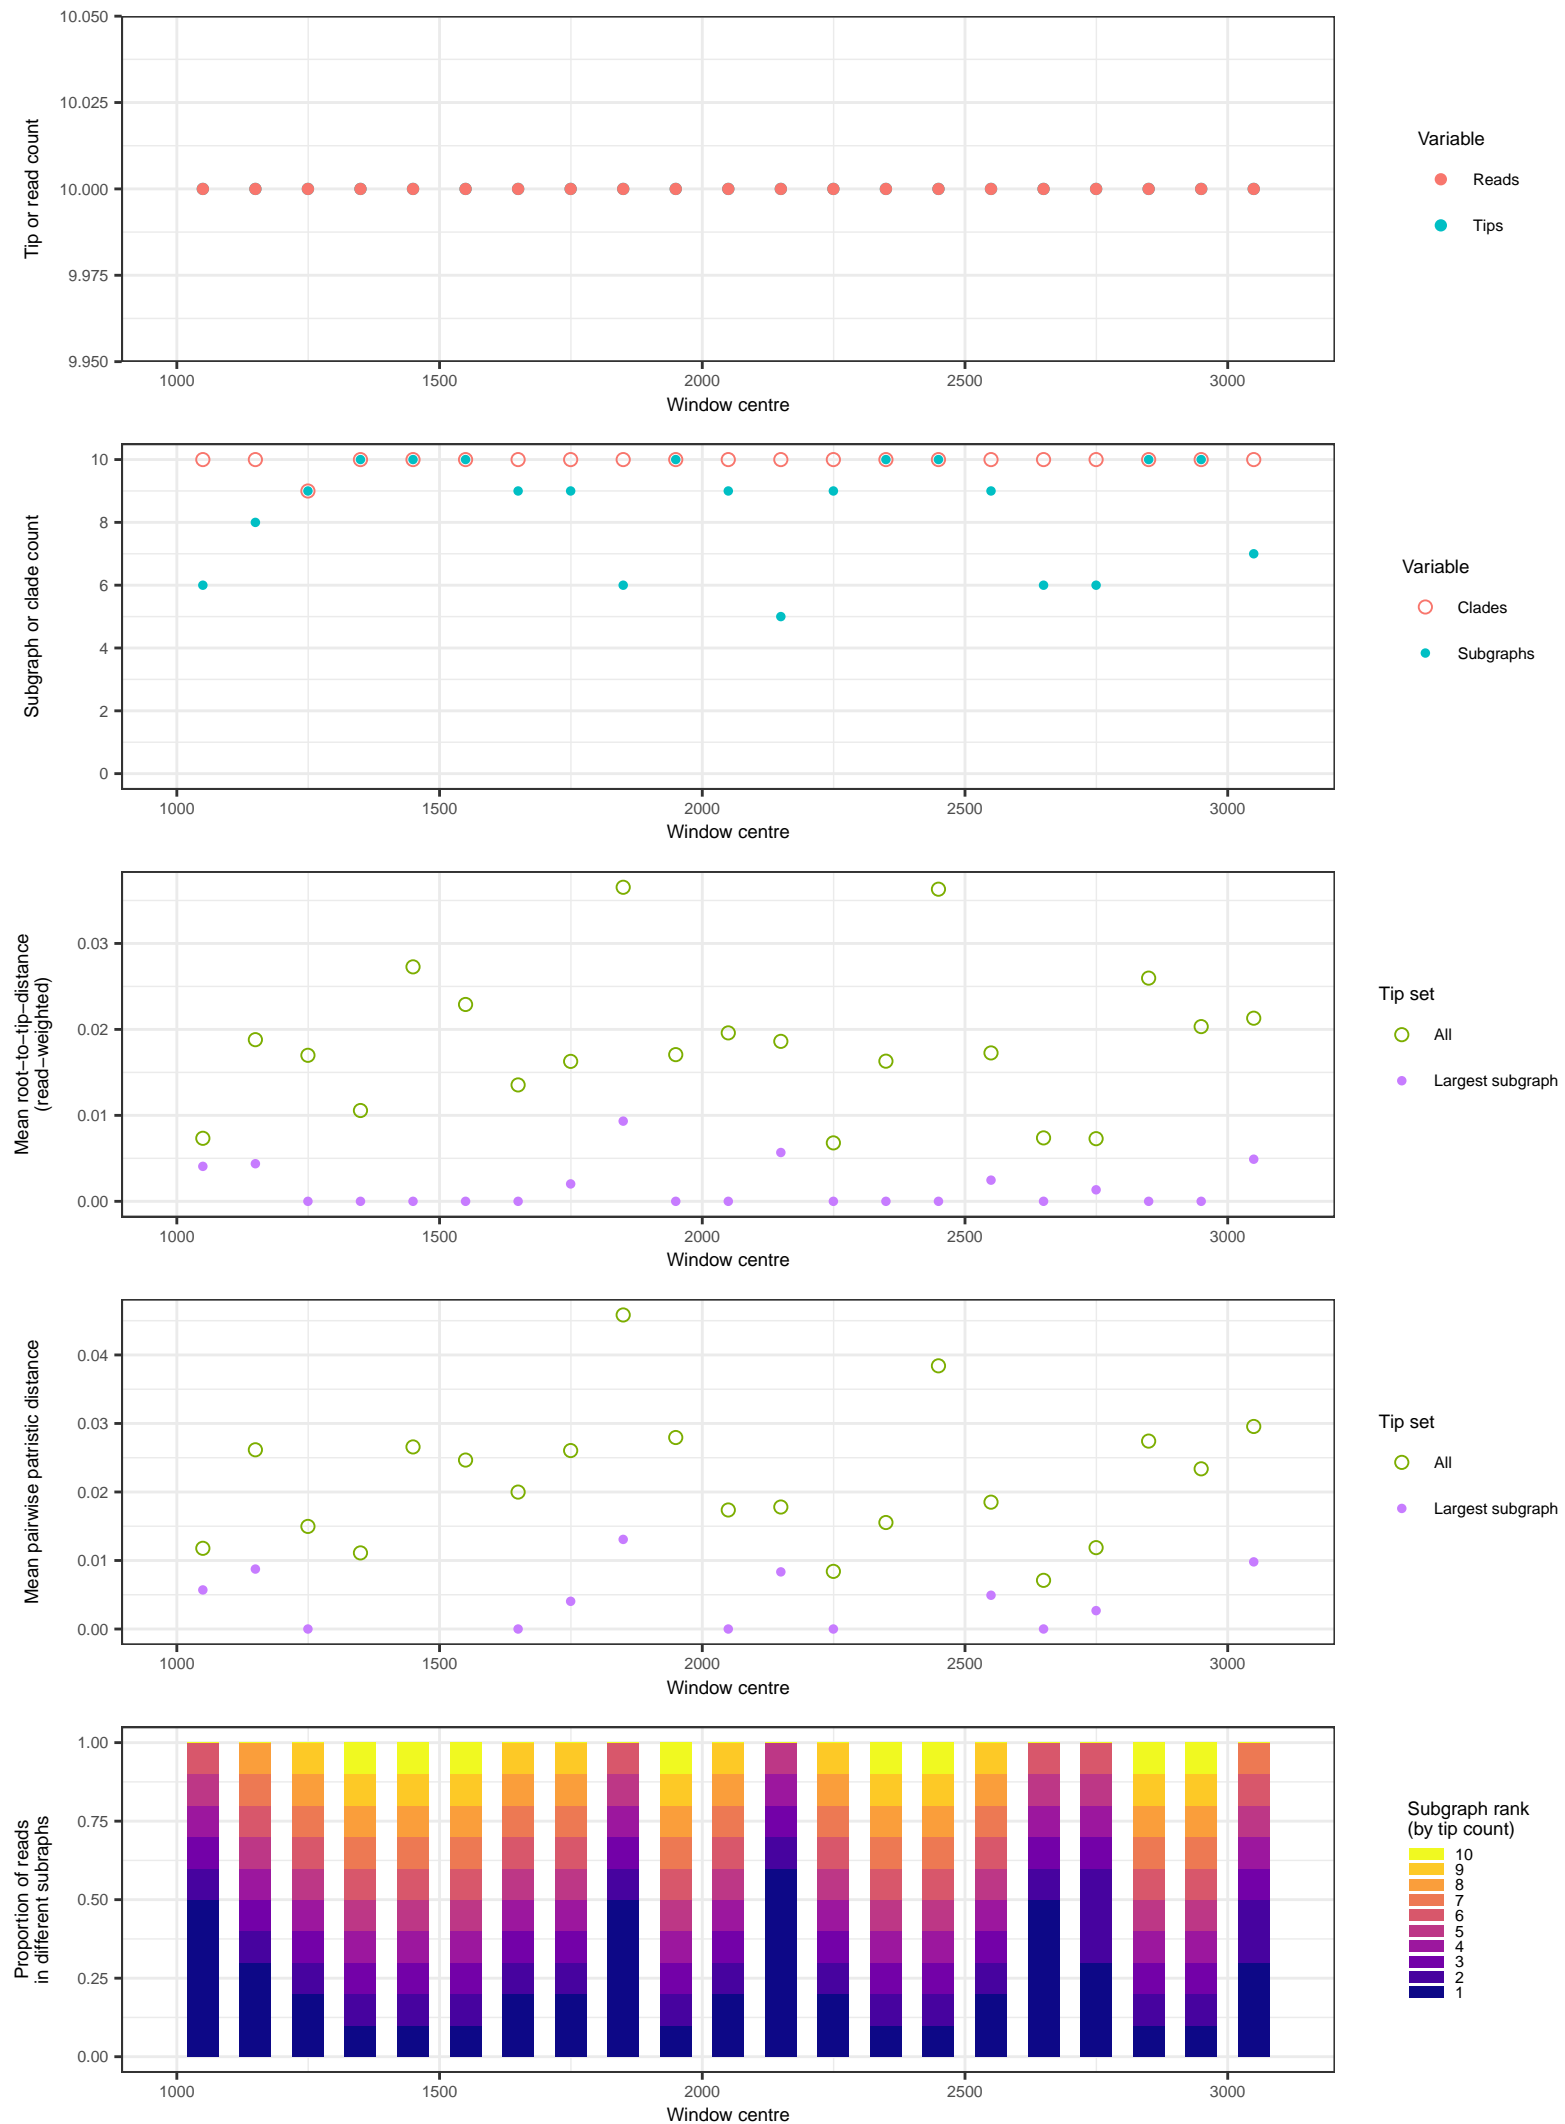 10.050
10.025
10.000
9.975
9.950
Tip or read count
1000 1500 2000 2500 3000
Window centre
Variable
Reads
Tips
10
8
6
4
2
0
Subgraph or clade count
1000 1500 2000 2500 3000
Window centre
Variable
Clades
Subgraphs
0.03
0.02
0.01
0.00
Mean root−to−tip−distance
(read−weighted)
1000 1500 2000 2500 3000
Window centre
Tip set
All
Largest subgraph
0.04
0.03
0.02
0.01
0.00
Mean pairwise patristic distance
1000 1500 2000 2500 3000
Window centre
Tip set
All
Largest subgraph
1.00
0.75
0.50
0.25
0.00
Proportion of reads
in different subraphs
1000 1500 2000 2500 3000
Window centre
Subgraph rank
(by tip count)
10
9
8
7
6
5
4
3
2
1